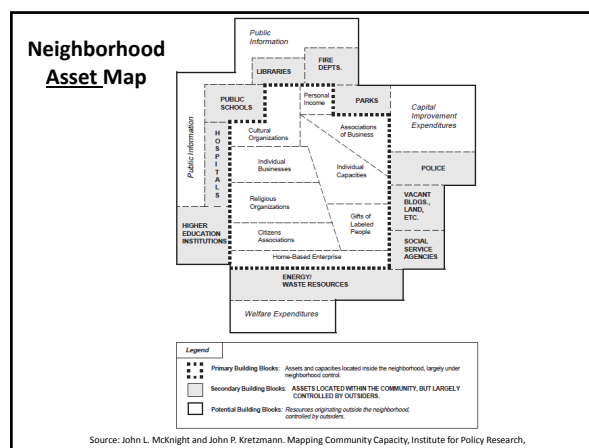 Neighborhood
Asset Map
Public
Information
FIRE
DEPTS.
LIBRARIES
Personal
Income
PUBLIC
SCHOOLS
PARKS
Capital
Improvement
Expenditures
Cultural
Organizations
Associations
of Business
Public Information
HOSPITALS
Individual
Businesses
Individual
Capacities
POLICE
Religious
Organizations
VACANT
BLDGS.,
LAND,
ETC.
HIGHER
EDUCATION
INSTITUTIONS
Citizens
Associations
Gifts of
Labeled
People
SOCIAL
SERVICE
AGENCIES
Home-Based Enterprise
ENERGY/
WASTE RESOURCES
Welfare Expenditures
Legend
Primary Building Blocks: Assets and capacities located inside the neighborhood, largely under
neighborhood control.
Secondary Building Blocks: ASSETS LOCATED WITHIN THE COMMUNITY, BUT LARGELY
CONTROLLED BY OUTSIDERS.
Potential Building Blocks: Resources originating outside the neighborhood,
controlled by outsiders.
Source: John L. McKnight and John P. Kretzmann. Mapping Community Capacity, Institute for Policy Research,